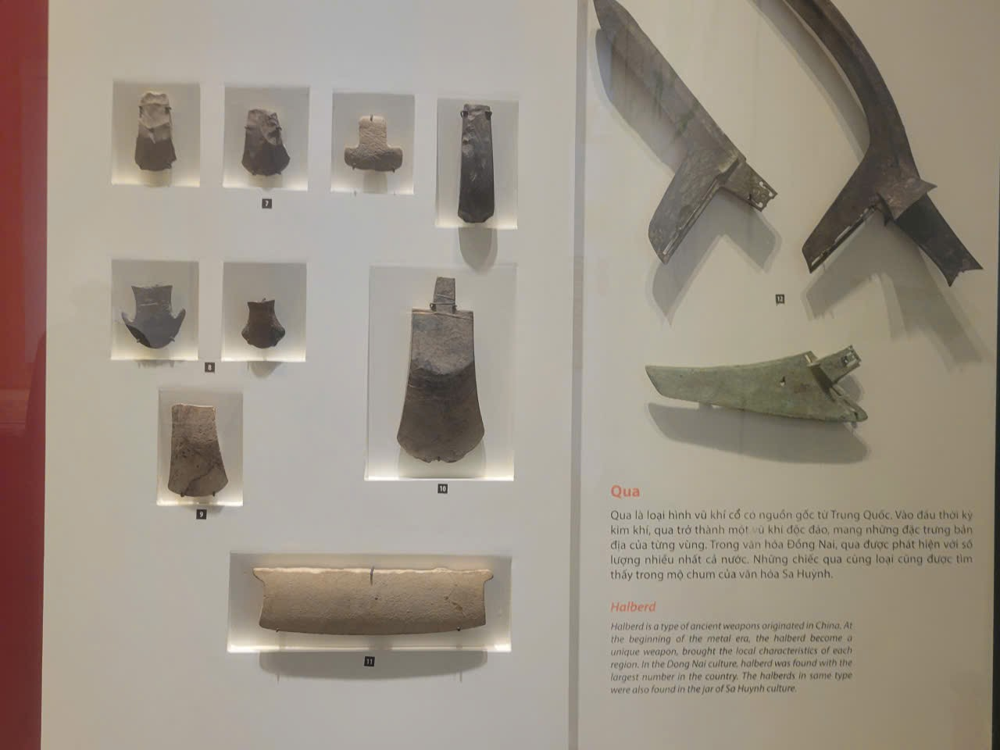 7
8
9
10
11
12
Qua
Qua là loại hình vũ khí cổ có nguồn gốc từ Trung Quốc. Vào đầu thời kỳ
kim khí, qua trở thành một vũ khí độc đáo, mang những đặc trưng bản
địa của từng vùng. Trong văn hóa Đồng Nai, qua được phát hiện với số
lượng nhiều nhất cả nước. Những chiếc qua cùng loại cũng được tìm
thấy trong mộ chum của văn hóa Sa Huỳnh.
Halberd
Halberd is a type of ancient weapons originated in China. At
the beginning of the metal era, the halberd become a
unique weapon, brought the local characteristics of each
region. In the Dong Nai culture, halberd was found with the
largest number in the country. The halberds in same type
were also found in the jar of Sa Huynh culture.